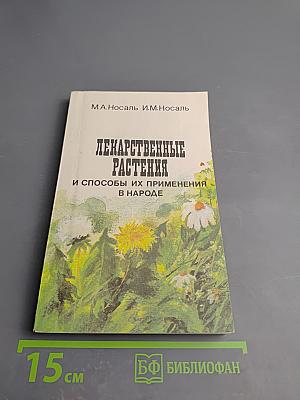 М.А.Носаль И.М.Носаль
ЛЕКАРСТВЕННЫЕ
РАСТЕНИЯ
И СПОСОБЫ ИХ ПРИМЕНЕНИЯ
В НАРОДЕ
15 см
БФ БИБЛИОФАН